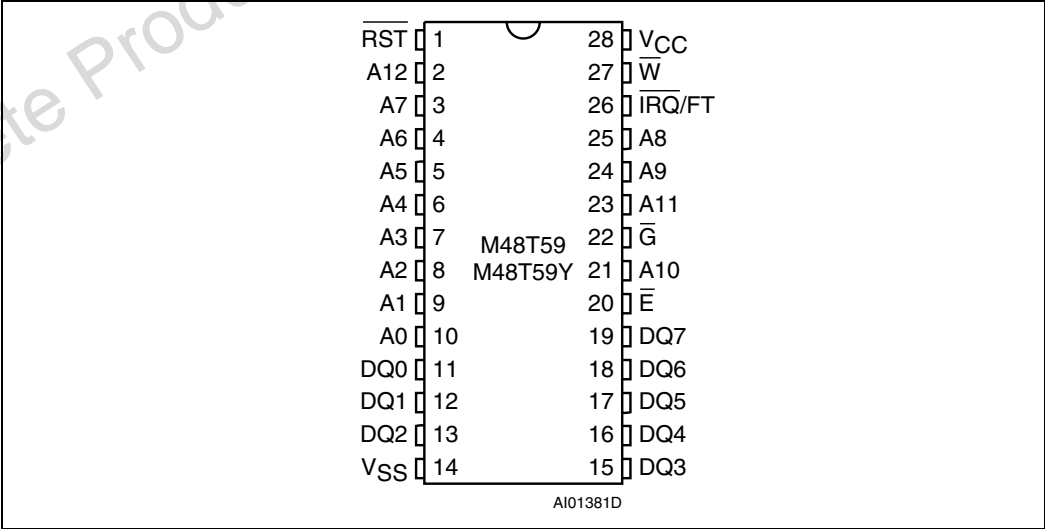 ete Produ
R̅S̅T̅ 1 28 VCC
A12 2 27 W̅
A7 3 26 I̅R̅Q̅/FT
A6 4 25 A8
A5 5 24 A9
A4 6 23 A11
A3 7 22 G̅
M48T59
A2 8 M48T59Y 21 A10
A1 9 20 E̅
A0 10 19 DQ7
DQ0 11 18 DQ6
DQ1 12 17 DQ5
DQ2 13 16 DQ4
VSS 14 15 DQ3
AI01381D